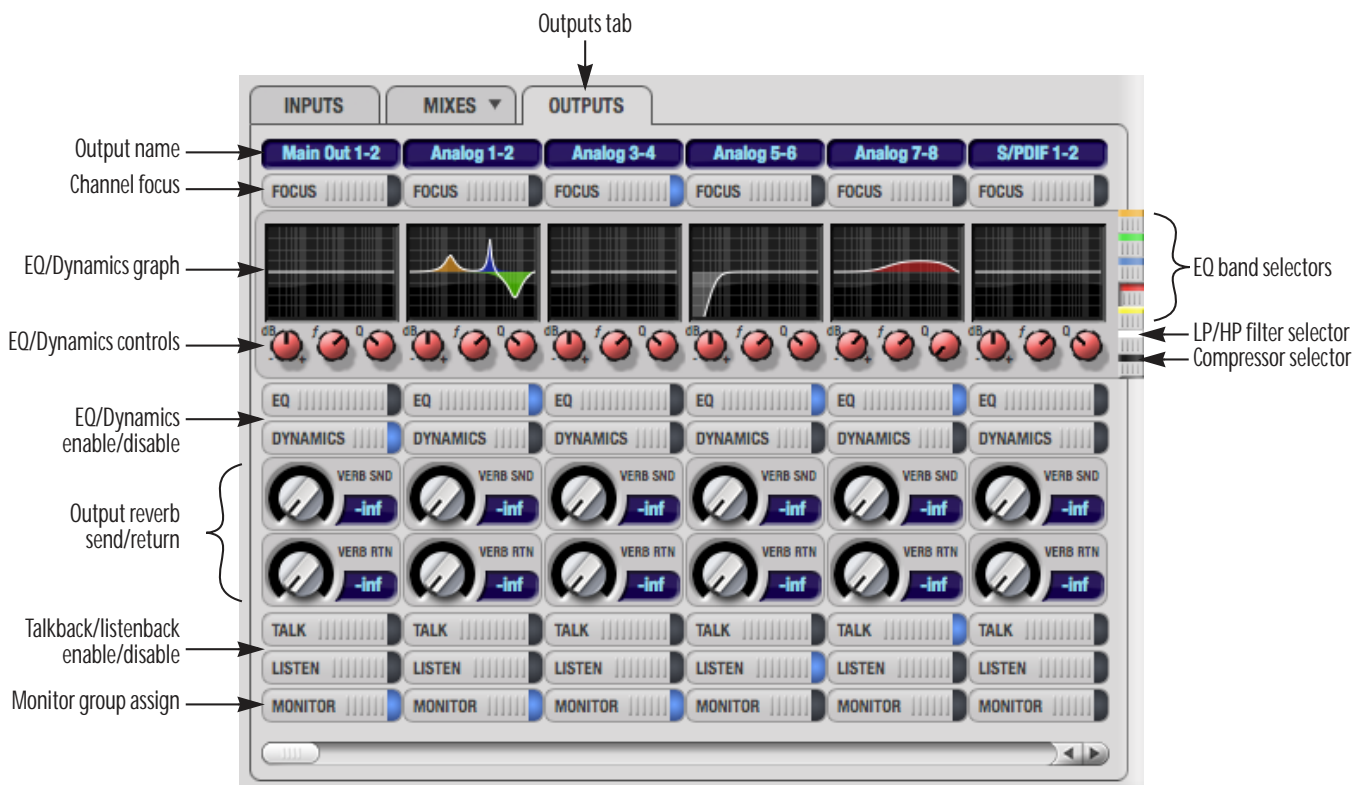 Outputs tab
INPUTS MIXES OUTPUTS
Output name Main Out 1-2 Analog 1-2 Analog 3-4 Analog 5-6 Analog 7-8 S/PDIF 1-2
Channel focus FOCUS FOCUS FOCUS FOCUS FOCUS FOCUS
EQ/Dynamics graph
EQ band selectors
LP/HP filter selector
EQ/Dynamics controls dB f Q dB f Q dB f Q dB f Q dB f Q dB f Q
- + - + - + - + - + - +
Compressor selector
EQ/Dynamics
enable/disable
EQ EQ EQ EQ EQ EQ
DYNAMICS DYNAMICS DYNAMICS DYNAMICS DYNAMICS DYNAMICS
Output reverb
send/return
VERB SND VERB SND VERB SND VERB SND VERB SND VERB SND
-inf -inf -inf -inf -inf -inf
VERB RTN VERB RTN VERB RTN VERB RTN VERB RTN VERB RTN
-inf -inf -inf -inf -inf -inf
Talkback/listenback
enable/disable
TALK TALK TALK TALK TALK TALK
LISTEN LISTEN LISTEN LISTEN LISTEN LISTEN
Monitor group assign MONITOR MONITOR MONITOR MONITOR MONITOR MONITOR